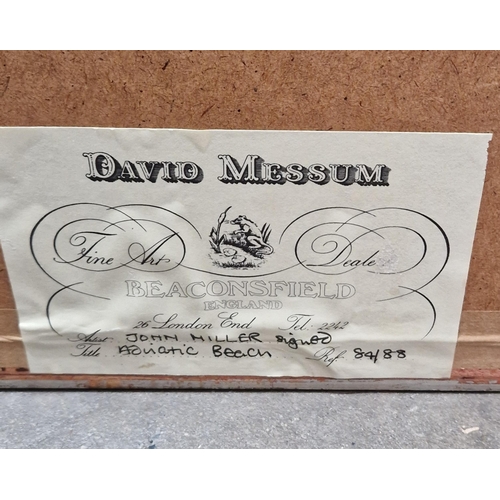 DAVID MESSUM
Fine Art Dealer
BEACONSFIELD
ENGLAND
26 London End Tel: 2242
Artist JOHN MILLER signed
Title Adriatic Beach Ref: 84/88